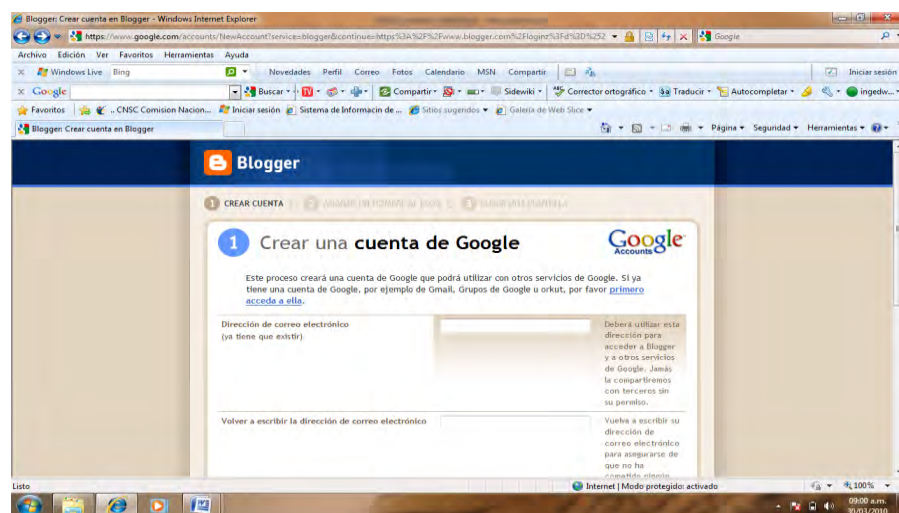 Blogger: Crear cuenta en Blogger - Windows Internet Explorer
https://www.google.com/accounts/NewAccount?service=blogger&continue=https%3A%2F%2Fwww.blogger.com%2Floginz%3Fd%3D%252
Google
Archivo Edición Ver Favoritos Herramientas Ayuda
Windows Live Bing Novedades Perfil Correo Fotos Calendario MSN Compartir Iniciar sesión
Google Buscar Compartir Sidewiki Corrector ortográfico Traducir Autocompletar ingedw...
Favoritos .. CNSC Comision Nacion... Iniciar sesión Sistema de Informacin de ... Sitios sugeridos Galería de Web Slice
Blogger: Crear cuenta en Blogger Página Seguridad Herramientas
Blogger
1 CREAR CUENTA 2 3
1 Crear una cuenta de Google
Google Accounts
Este proceso creará una cuenta de Google que podrá utilizar con otros servicios de Google. Si ya
tiene una cuenta de Google, por ejemplo de Gmail, Grupos de Google u orkut, por favor primero
acceda a ella.
Dirección de correo electrónico
(ya tiene que existir)
Deberá utilizar esta
dirección para
acceder a Blogger
y a otros servicios
de Google. Jamás
la compartiremos
con terceros sin
su permiso.
Volver a escribir la dirección de correo electrónico
Vuelva a escribir su
dirección de
correo electrónico
para asegurarse de
que no ha
cometido ningún
Listo Internet | Modo protegido: activado 100%
09:00 a.m.
30/03/2010